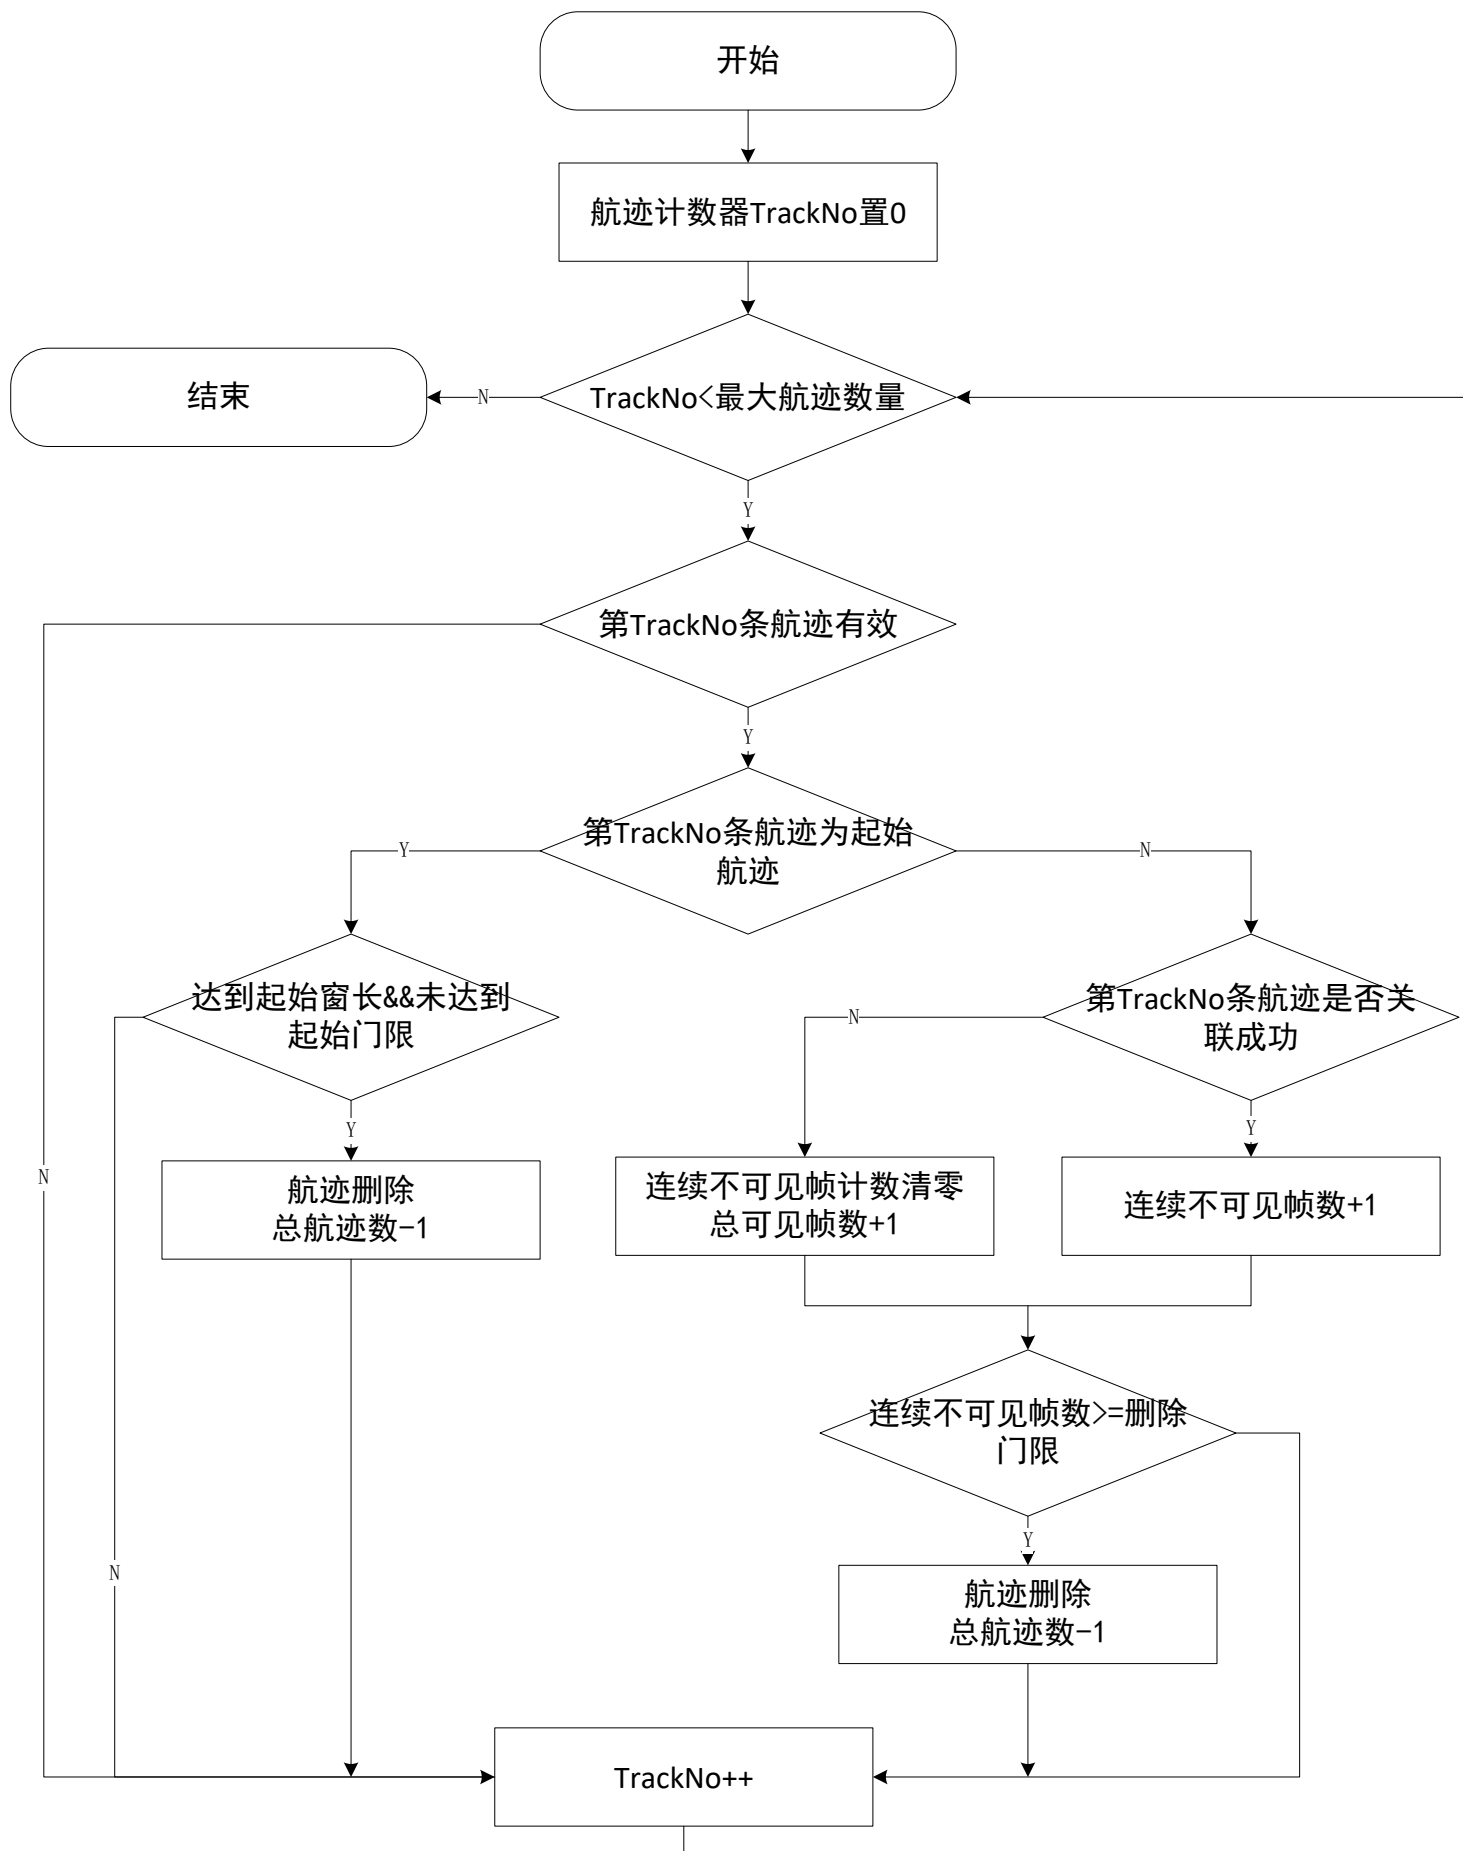 开始
航迹计数器TrackNo置0
结束
N
TrackNo<最大航迹数量
Y
第TrackNo条航迹有效
Y
第TrackNo条航迹为起始
航迹
Y
N
达到起始窗长&&未达到
起始门限
第TrackNo条航迹是否关
联成功
N
Y
Y
N
航迹删除
总航迹数-1
连续不可见帧计数清零
总可见帧数+1
连续不可见帧数+1
连续不可见帧数>=删除
门限
Y
N
航迹删除
总航迹数-1
TrackNo++